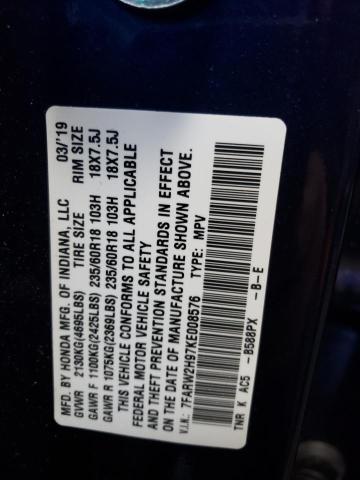 MFD. BY HONDA MFG. OF INDIANA, LLC 03/'19
GVWR 2130KG(4695LBS) TIRE SIZE RIM SIZE
GAWR F 1100KG(2425LBS) 235/60R18 103H 18X7.5J
GAWR R 1075KG(2369LBS) 235/60R18 103H 18X7.5J
THIS VEHICLE CONFORMS TO ALL APPLICABLE
FEDERAL MOTOR VEHICLE SAFETY
AND THEFT PREVENTION STANDARDS IN EFFECT
ON THE DATE OF MANUFACTURE SHOWN ABOVE.
V.I.N.: 7FARW2H97KE008576 TYPE: MPV
TNR K AC5 -B588PX -B-E